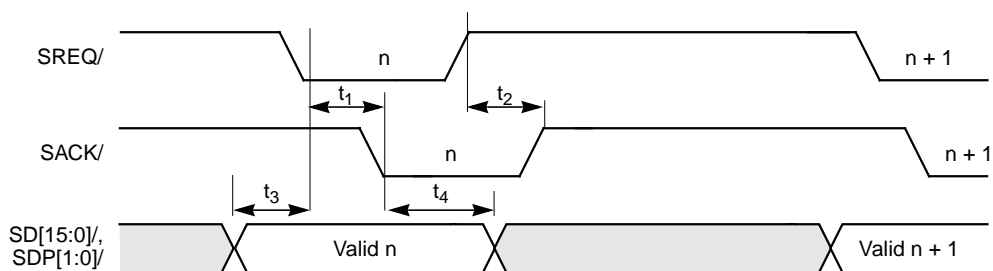 SREQ/
n
n + 1
t1
t2
SACK/
n
n + 1
t3
t4
SD[15:0]/,
SDP[1:0]/
Valid n
Valid n + 1